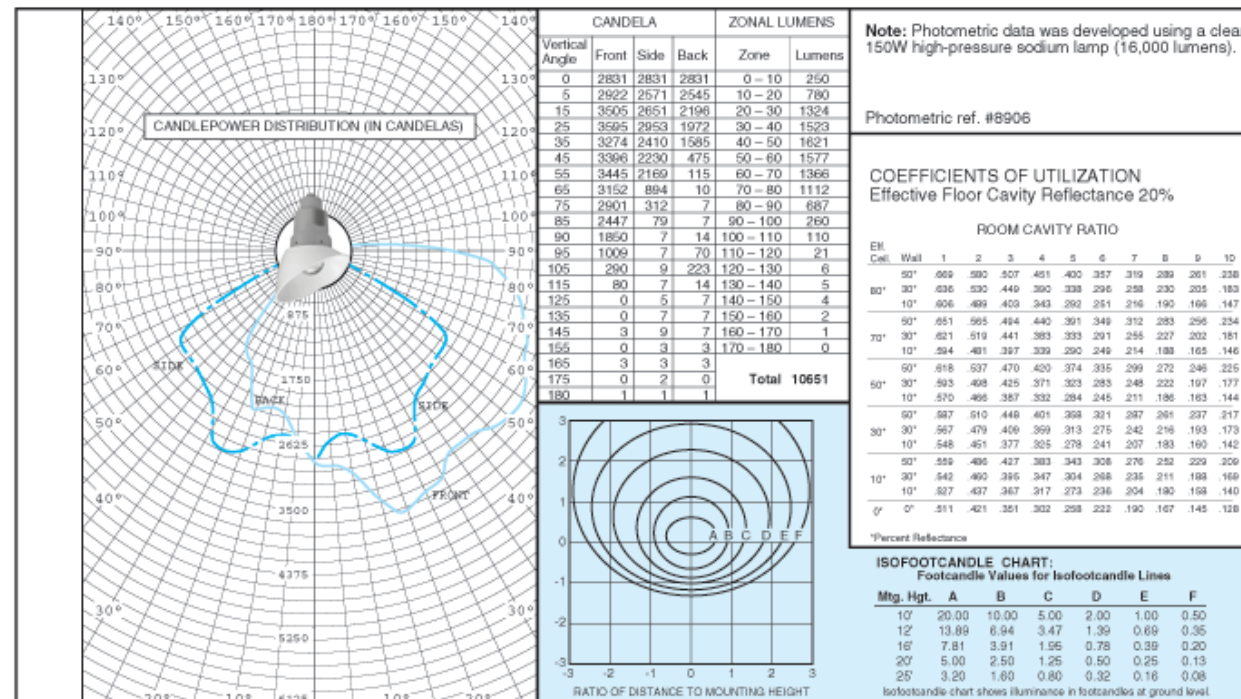 140° 150° 160° 170° 180° 170° 160° 150° 140°
130° 130°
CANDLEPOWER DISTRIBUTION (IN CANDELAS)
120° 120°
110° 110°
100° 100°
90° 90°
80° 80°
875
70° 70°
SIDE
60° 60°
1750
BACK SIDE
50° 50°
2625
FRONT
40° 3500 40°
4375
30° 30°
5250
CANDELA
Vertical Angle Front Side Back
0 2831 2831 2831
5 2922 2571 2545
15 3505 2651 2196
25 3595 2953 1972
35 3274 2410 1585
45 3396 2230 475
55 3445 2169 115
65 3152 894 10
75 2901 312 7
85 2447 79 7
90 1850 7 14
95 1009 7 70
105 290 9 223
115 80 7 14
125 0 5 7
135 0 7 7
145 3 9 7
155 0 3 3
165 3 3 3
175 0 2 0
180 1 1 1
ZONAL LUMENS
Zone Lumens
0 – 10 250
10 – 20 780
20 – 30 1324
30 – 40 1523
40 – 50 1621
50 – 60 1577
60 – 70 1366
70 – 80 1112
80 – 90 687
90 – 100 260
100 – 110 110
110 – 120 21
120 – 130 6
130 – 140 5
140 – 150 4
150 – 160 2
160 – 170 1
170 – 180 0
Total 10651
3
2
1
0 A B C D E F
-1
-2
-3
-3 -2 -1 0 1 2 3
RATIO OF DISTANCE TO MOUNTING HEIGHT
Note: Photometric data was developed using a clea
150W high-pressure sodium lamp (16,000 lumens).
Photometric ref. #8906
COEFFICIENTS OF UTILIZATION
Effective Floor Cavity Reflectance 20%
ROOM CAVITY RATIO
Eff.
Ceil. Wall 1 2 3 4 5 6 7 8 9 10
50* .669 .580 .507 .451 .400 .357 .319 .289 .261 .238
80* 30* .636 .530 .449 .390 .338 .296 .258 .230 .205 .183
10* .606 .489 .403 .343 .292 .251 .216 .190 .166 .147
50* .651 .565 .494 .440 .391 .349 .312 .283 .256 .234
70* 30* .621 .519 .441 .383 .333 .291 .255 .227 .202 .181
10* .594 .481 .397 .339 .290 .249 .214 .188 .165 .146
50* .618 .537 .470 .420 .374 .335 .299 .272 .246 .225
50* 30* .593 .498 .425 .371 .323 .283 .248 .222 .197 .177
10* .570 .466 .387 .332 .284 .245 .211 .186 .163 .144
50* .587 .510 .448 .401 .358 .321 .287 .261 .237 .217
30* 30* .567 .479 .409 .359 .313 .275 .242 .216 .193 .173
10* .548 .451 .377 .325 .278 .241 .207 .183 .160 .142
50* .559 .486 .427 .383 .343 .308 .276 .252 .229 .209
10* 30* .542 .460 .395 .347 .304 .268 .235 .211 .188 .169
10* .527 .437 .367 .317 .273 .236 .204 .180 .158 .140
0* 0* .511 .421 .351 .302 .258 .222 .190 .167 .145 .128
*Percent Reflectance
ISOFOOTCANDLE CHART:
Footcandle Values for Isofootcandle Lines
Mtg. Hgt. A B C D E F
10' 20.00 10.00 5.00 2.00 1.00 0.50
12' 13.89 6.94 3.47 1.39 0.69 0.35
16' 7.81 3.91 1.95 0.78 0.39 0.20
20' 5.00 2.50 1.25 0.50 0.25 0.13
25' 3.20 1.60 0.80 0.32 0.16 0.08
Isofootcandle chart shows illuminance in footcandles at ground level.